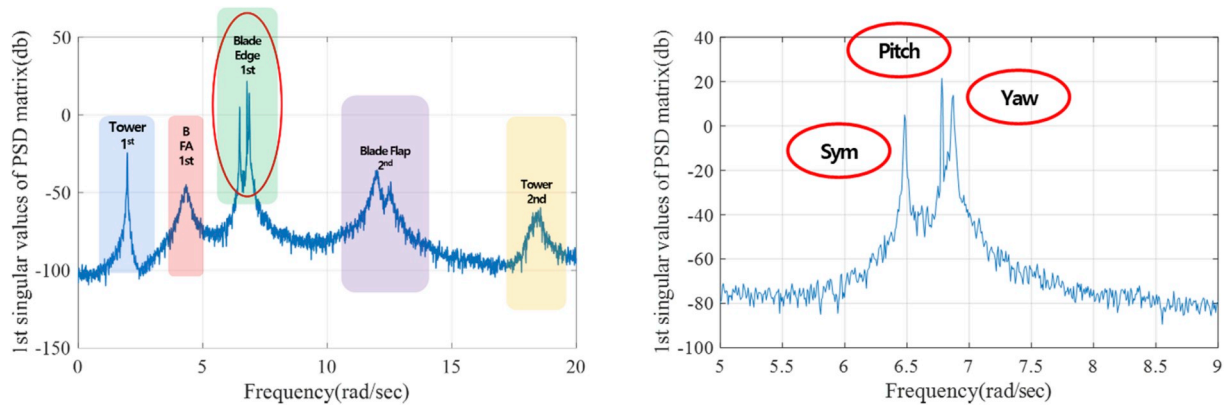 1st singular values of PSD matrix(db)
50
0
-50
-100
-150
0
5
10
15
20
Frequency(rad/sec)
Tower
1st
B
FA
1st
Blade
Edge
1st
Blade Flap
2nd
Tower
2nd
1st singular values of PSD matrix(db)
40
20
0
-20
-40
-60
-80
-100
5
5.5
6
6.5
7
7.5
8
8.5
9
Frequency(rad/sec)
Pitch
Yaw
Sym